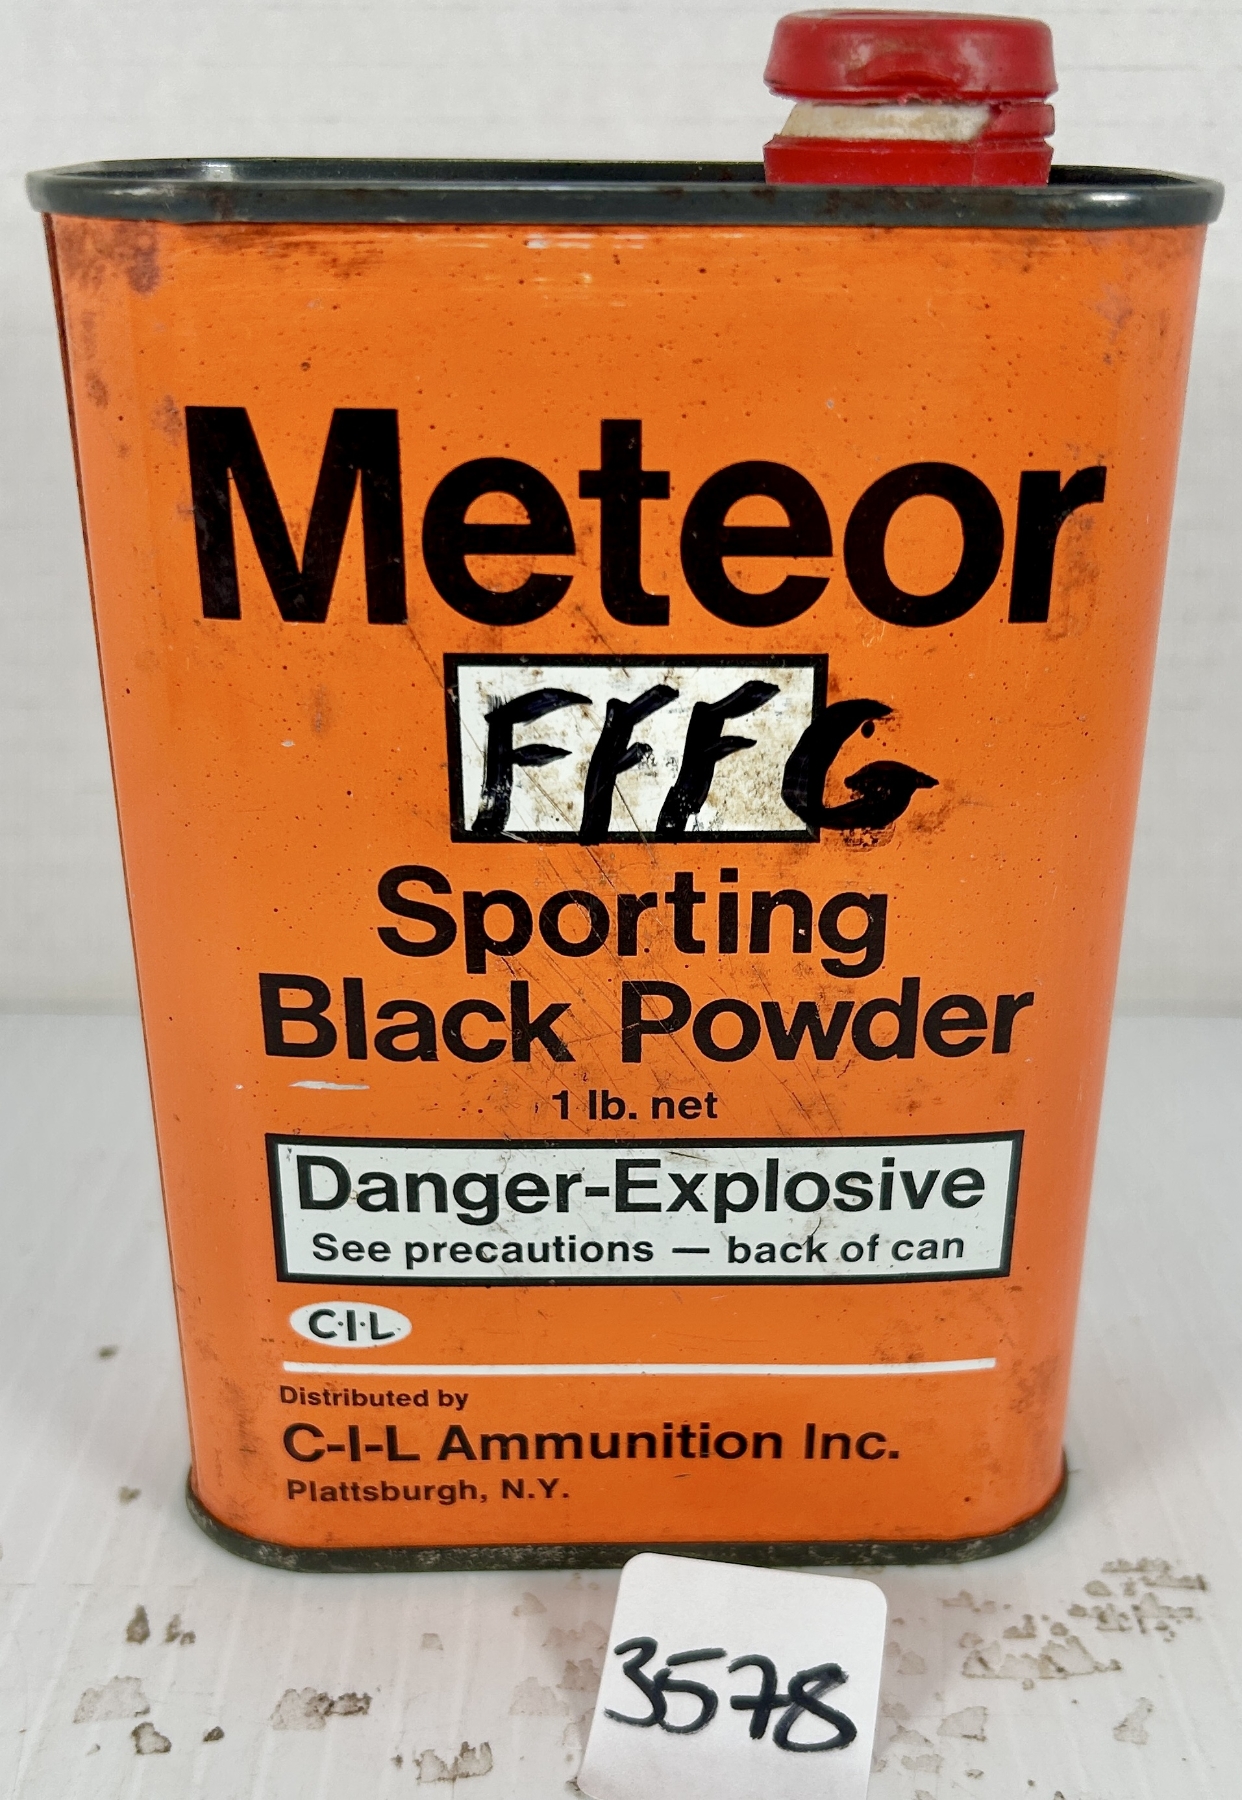 Meteor
FFFG
Sporting
Black Powder
1 lb. net
Danger-Explosive
See precautions — back of can
C·I·L
Distributed by
C-I-L Ammunition Inc.
Plattsburgh, N.Y.
3578